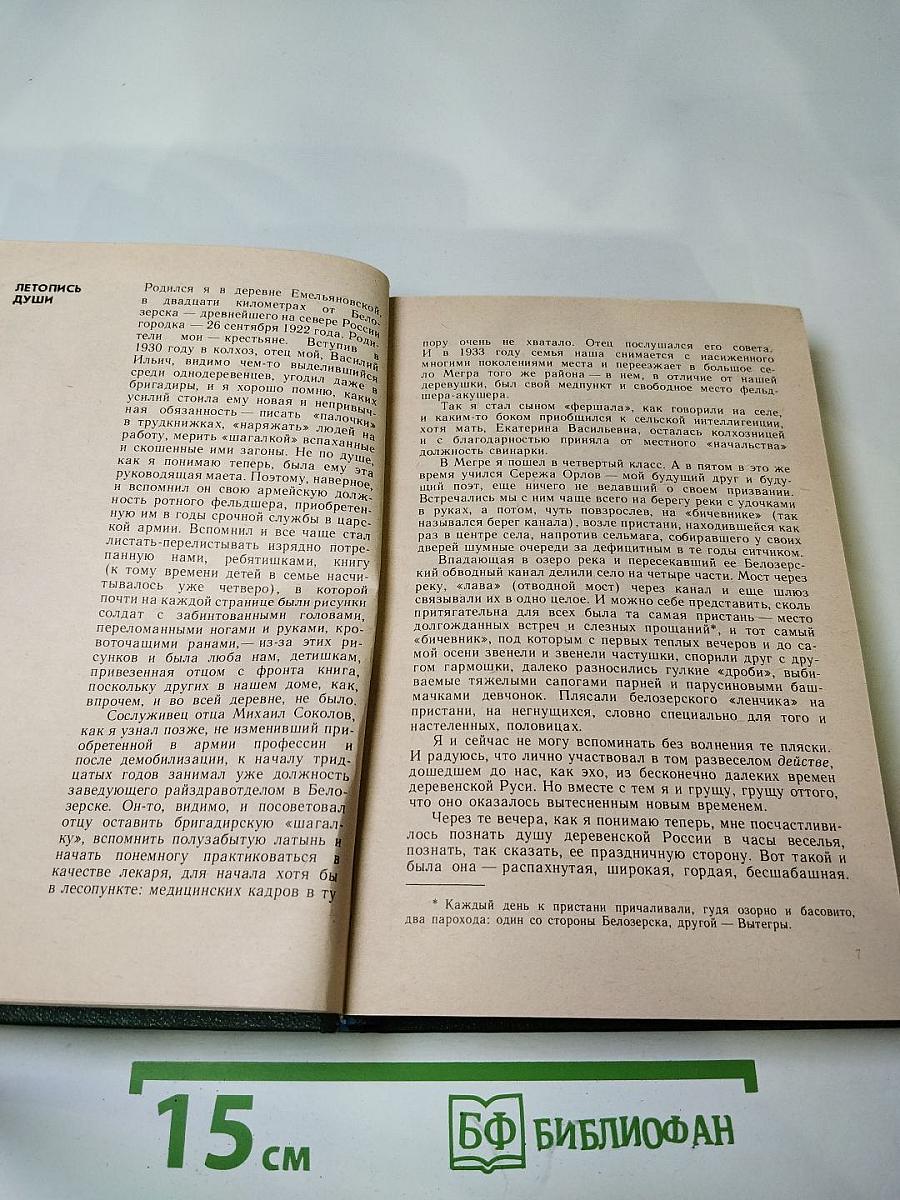 ЛЕТОПИСЬ
ДУШИ
Родился я в деревне Емельяновской,
в двадцати километрах от Бело-
зерска — древнейшего на севере России
городка — 26 сентября 1922 года. Роди-
тели мои — крестьяне. Вступив в
1930 году в колхоз, отец мой, Василий
Ильич, видимо чем-то выделившийся
среди однодеревенцев, угодил даже в
бригадиры, и я хорошо помню, каких
усилий стоила ему новая и непривыч-
ная обязанность — писать «палочки»
в трудкнижках, «наряжать» людей на
работу, мерить «шагалкой» вспаханные
и скошенные ими загоны. Не по душе,
как я понимаю теперь, была ему эта
руководящая маета. Поэтому, наверное,
и вспомнил он свою армейскую долж-
ность ротного фельдшера, приобретен-
ную им в годы срочной службы в царс-
кой армии. Вспомнил и все чаще стал
листать-перелистывать изрядно потре-
панную нами, ребятишками, книгу
(к тому времени детей в семье насчи-
тывалось уже четверо), в которой
почти на каждой странице были рисунки
солдат с забинтованными головами,
переломанными ногами и руками, кро-
воточащими ранами,— из-за этих ри-
сунков и была люба нам, детишкам,
привезенная отцом с фронта книга,
поскольку других в нашем доме, как,
впрочем, и во всей деревне, не было.
Сослуживец отца Михаил Соколов,
как я узнал позже, не изменивший при-
обретенной в армии профессии и
после демобилизации, к началу трид-
цатых годов занимал уже должность
заведующего райздравотделом в Бело-
зерске. Он-то, видимо, и посоветовал
отцу оставить бригадирскую «шагал-
ку», вспомнить полузабытую латынь и
начать понемногу практиковаться в
качестве лекаря, для начала хотя бы
в лесопункте: медицинских кадров в ту
пору очень не хватало. Отец послушался его совета.
И в 1933 году семья наша снимается с насиженного
многими поколениями места и переезжает в большое се-
ло Мегра того же района — в нем, в отличие от нашей
деревушки, был свой медпункт и свободное место фельд-
шера-акушера.
Так я стал сыном «фершала», как говорили на селе,
и каким-то боком приобщился к сельской интеллигенции,
хотя мать, Екатерина Васильевна, осталась колхозницей
и с благодарностью приняла от местного «начальства»
должность свинарки.
В Мегре я пошел в четвертый класс. А в пятом в это же
время учился Сережа Орлов — мой будущий друг и буду-
щий поэт, еще ничего не ведавший о своем призвании.
Встречались мы с ним чаще всего на берегу реки с удочками
в руках, а потом, чуть повзрослев, на «бичевнике» (так
назывался берег канала), возле пристани, находившейся как
раз в центре села, напротив сельмага, собиравшего у своих
дверей шумные очереди за дефицитным в те годы ситчиком.
Впадающая в озеро река и пересекавший ее Белозер-
ский обводный канал делили село на четыре части. Мост через
реку, «лава» (отводной мост) через канал и еще шлюз
связывали их в одно целое. И можно себе представить, сколь
притягательна для всех была та самая пристань — место
долгожданных встреч и слезных прощаний*, и тот самый
«бичевник», под которым с первых теплых вечеров и до са-
мой осени звенели и звенели частушки, спорили друг с дру-
гом гармошки, далеко разносились гулкие «дроби», выби-
ваемые тяжелыми сапогами парней и парусиновыми баш-
мачками девчонок. Плясали белозерского «ленчика» на
пристани, на негнущихся, словно специально для того и
настеленных, половицах.
Я и сейчас не могу вспоминать без волнения те пляски.
И радуюсь, что лично участвовал в том развеселом действе,
дошедшем до нас, как эхо, из бесконечно далеких времен
деревенской Руси. Но вместе с тем я и грущу, грущу оттого,
что оно оказалось вытесненным новым временем.
Через те вечера, как я понимаю теперь, мне посчастливи-
лось познать душу деревенской России в часы веселья,
познать, так сказать, ее праздничную сторону. Вот такой и
была она — распахнутая, широкая, гордая, бесшабашная.
* Каждый день к пристани причаливали, гудя озорно и басовито,
два парохода: один со стороны Белозерска, другой — Вытегры.
7
15 см
БФ БИБЛИОФАН